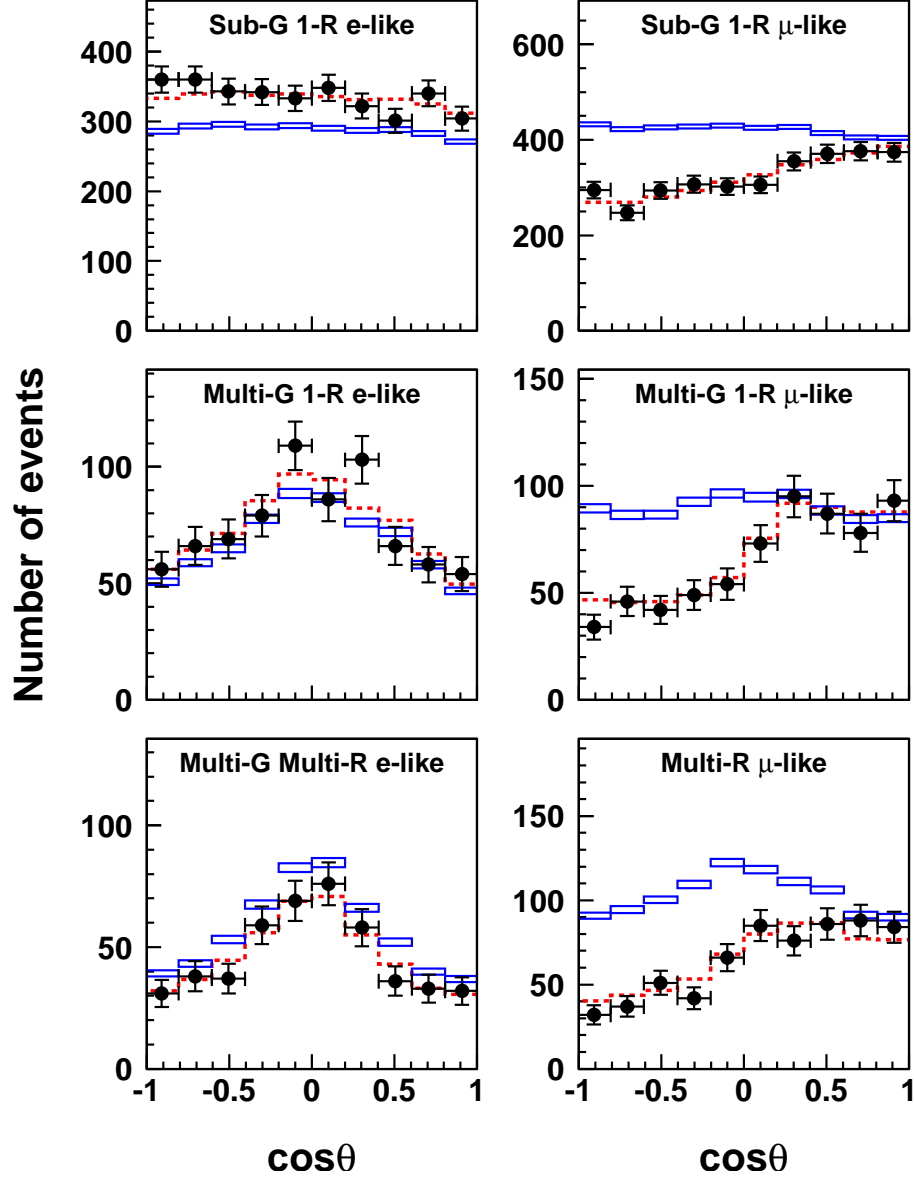 Number of events
Sub-G 1-R e-like
400
300
200
100
0
Sub-G 1-R μ-like
600
400
200
0
Multi-G 1-R e-like
100
50
0
Multi-G 1-R μ-like
150
100
50
0
Multi-G Multi-R e-like
100
50
0
-1 -0.5 0 0.5 1
cosθ
Multi-R μ-like
150
100
50
0
-1 -0.5 0 0.5 1
cosθ